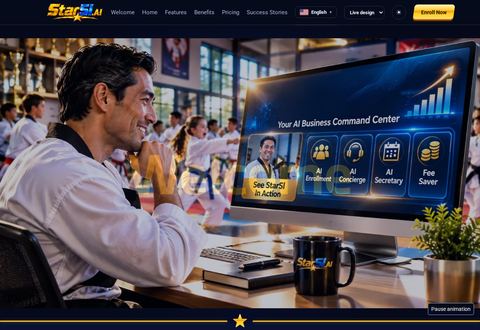 StarSI.AI
Welcome Home Features Benefits Pricing Success Stories English Live design Enroll Now
Your AI Business Command Center
See StarSI
In Action
AI
Enrollment
AI
Concierge
AI
Secretary
Fee
Saver
Welcome
StarSI.AI
Pause animation